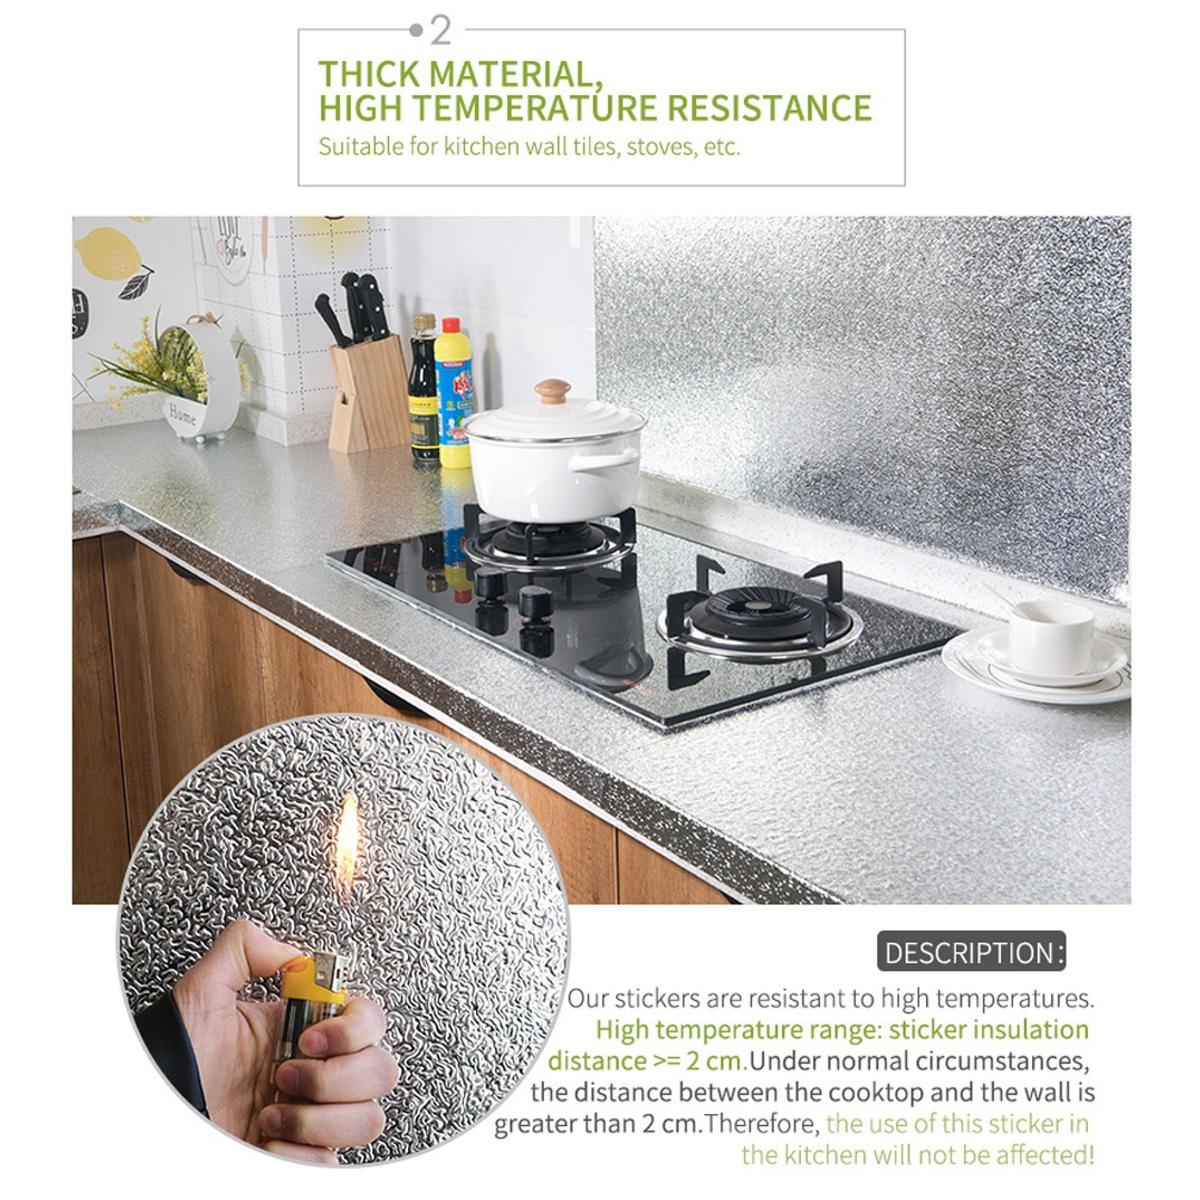 2
THICK MATERIAL,
HIGH TEMPERATURE RESISTANCE
Suitable for kitchen wall tiles, stoves, etc.
LOVE
Home
DESCRIPTION:
Our stickers are resistant to high temperatures.
High temperature range: sticker insulation
distance >= 2 cm.Under normal circumstances,
the distance between the cooktop and the wall is
greater than 2 cm.Therefore, the use of this sticker in
the kitchen will not be affected!